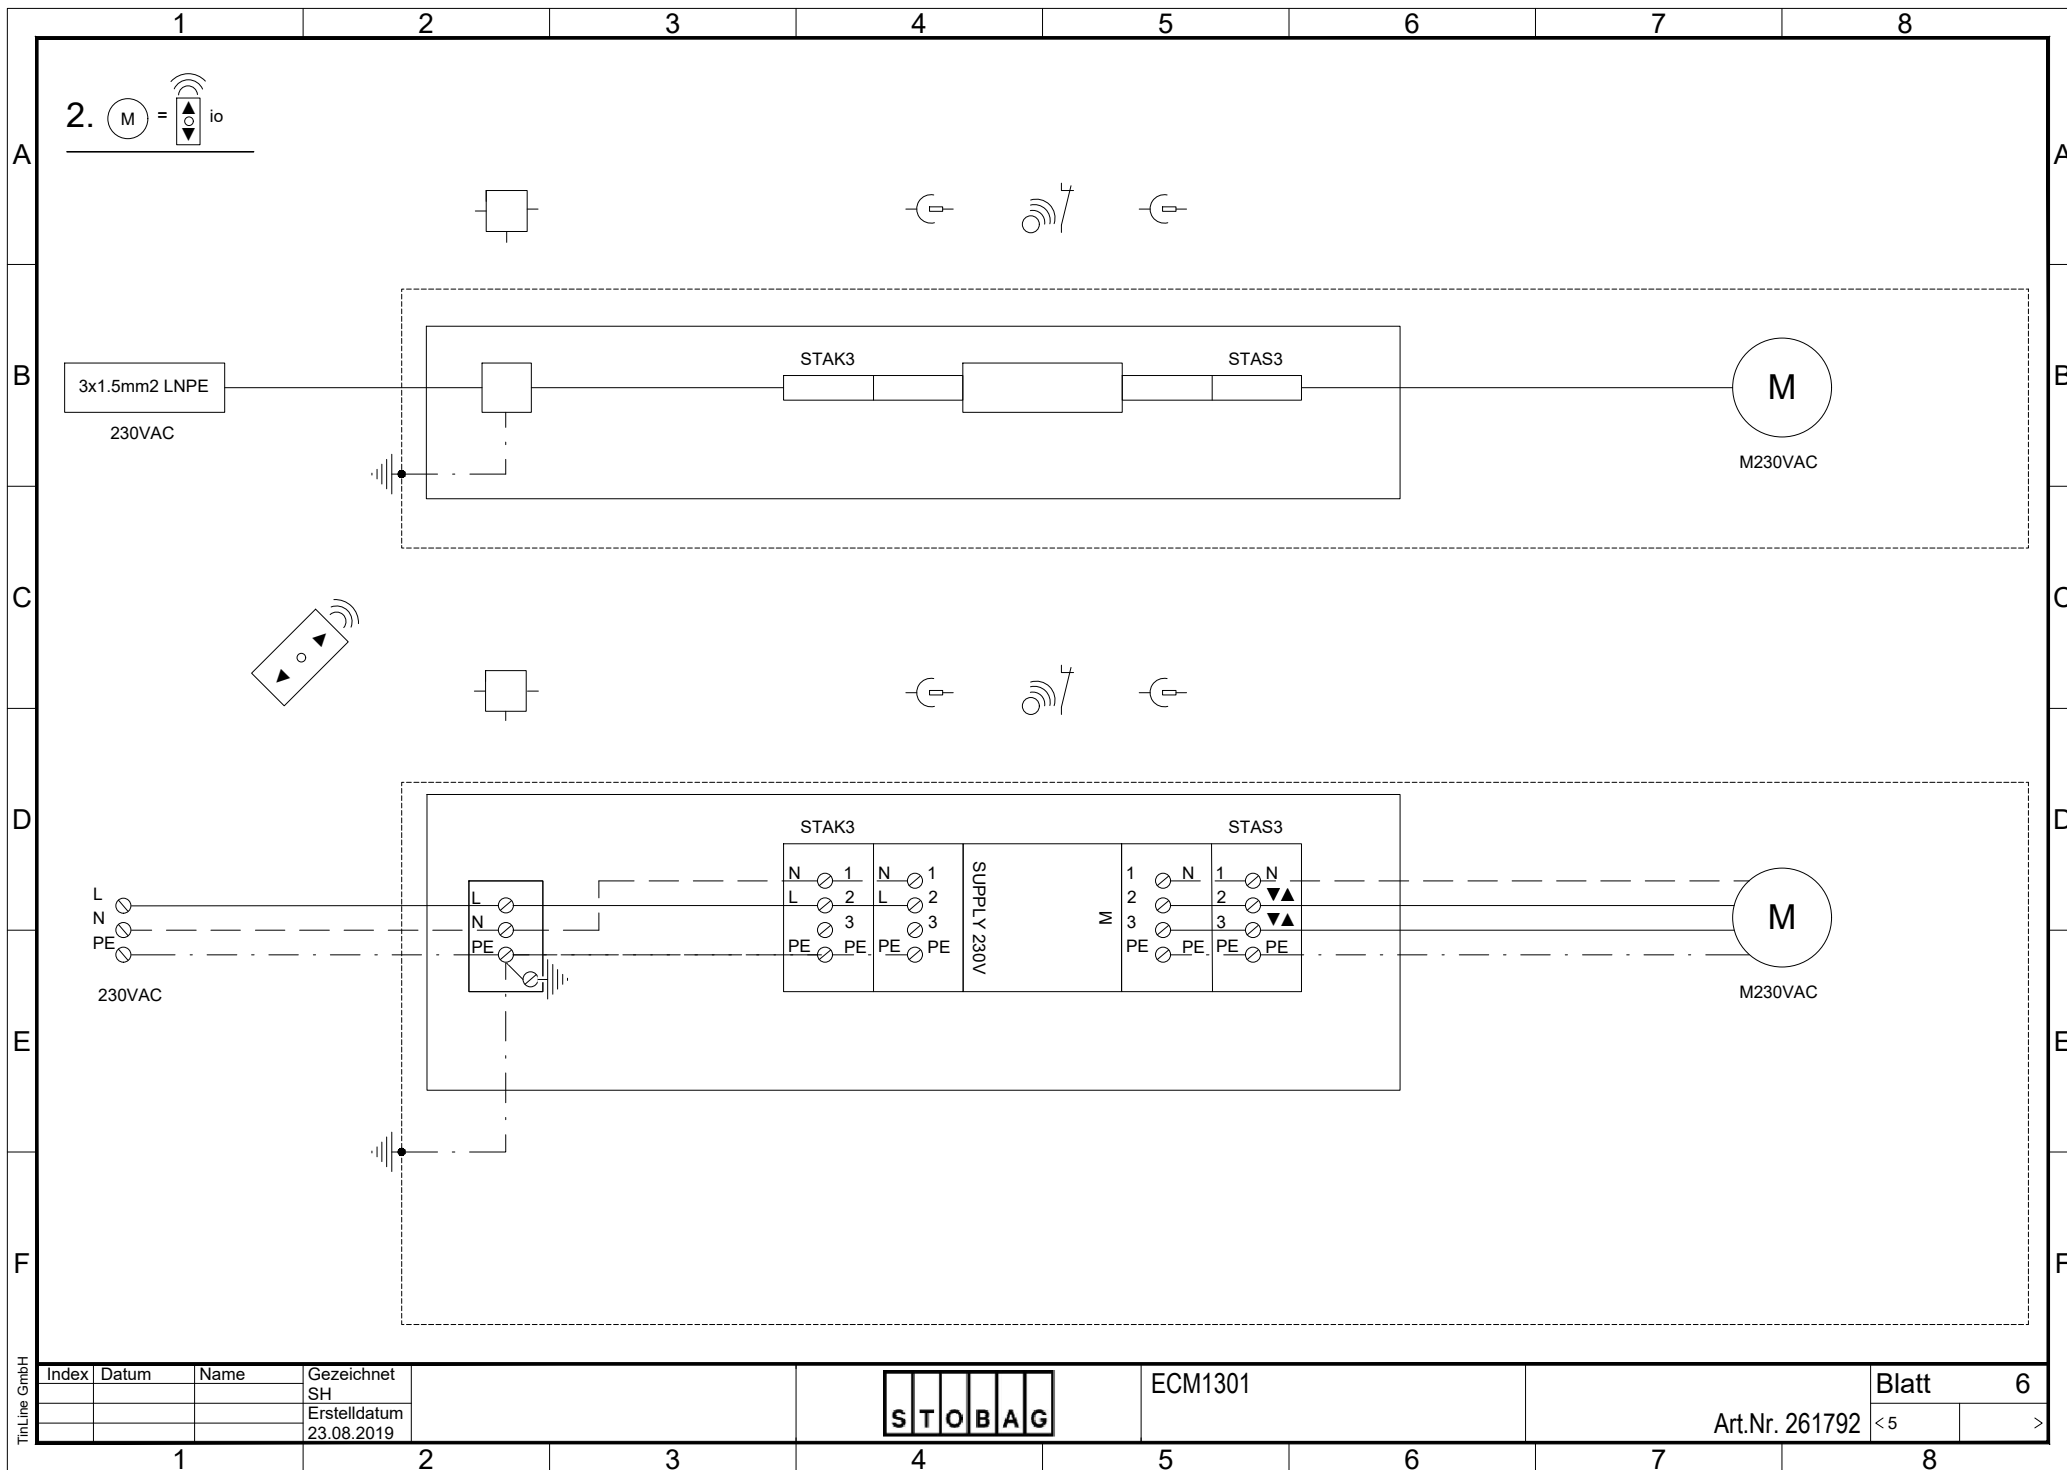 1 2 3 4 5 6 7 8
2. M = io
A A
STAK3 STAS3
B B
3x1.5mm2 LNPE M
230VAC
M230VAC
C C
D D
STAK3 STAS3
N 1 N 1 1 N 1 N
L L L 2 L 2 2 2 ▼▲
N N 3 3 3 3 ▼▲
PE PE PE PE PE PE PE PE PE PE
SUPPLY 230V
M
M
230VAC M230VAC
E E
F F
TinLine GmbH
Index Datum Name Gezeichnet
SH
Erstelldatum
23.08.2019
STOBAG
ECM1301
Art.Nr. 261792
Blatt 6
< 5 >
1 2 3 4 5 6 7 8